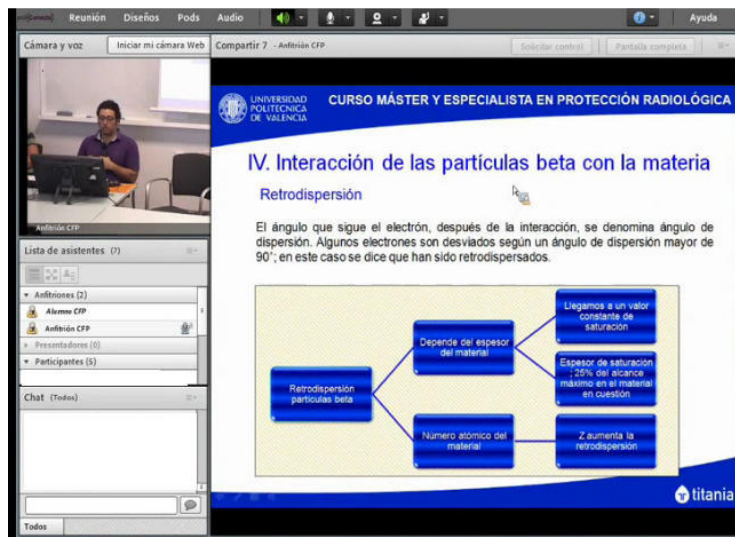 Reunión Diseños Pods Audio Ayuda
Cámara y voz
Iniciar mi cámara Web
Compartir 7 - Anfitrión CFP
Solicitar control
Pantalla completa
Anfitrión CFP
Lista de asistentes (7)
Anfitriones (2)
Alumno CFP
Anfitrión CFP
Presentadores (0)
Participantes (5)
Chat (Todos)
Todos
UNIVERSIDAD
POLITECNICA
DE VALENCIA
CURSO MÁSTER Y ESPECIALISTA EN PROTECCIÓN RADIOLÓGICA
IV. Interacción de las partículas beta con la materia
Retrodispersión
El ángulo que sigue el electrón, después de la interacción, se denomina ángulo de
dispersión. Algunos electrones son desviados según un ángulo de dispersión mayor de
90°; en este caso se dice que han sido retrodispersados.
Retrodispersión
partículas beta
Depende del espesor
del material
Llegamos a un valor
constante de
saturación
Espesor de saturación
; 25% del alcance
máximo en el material
en cuestión
Número atómico del
material
Z aumenta la
retrodispersión
titania